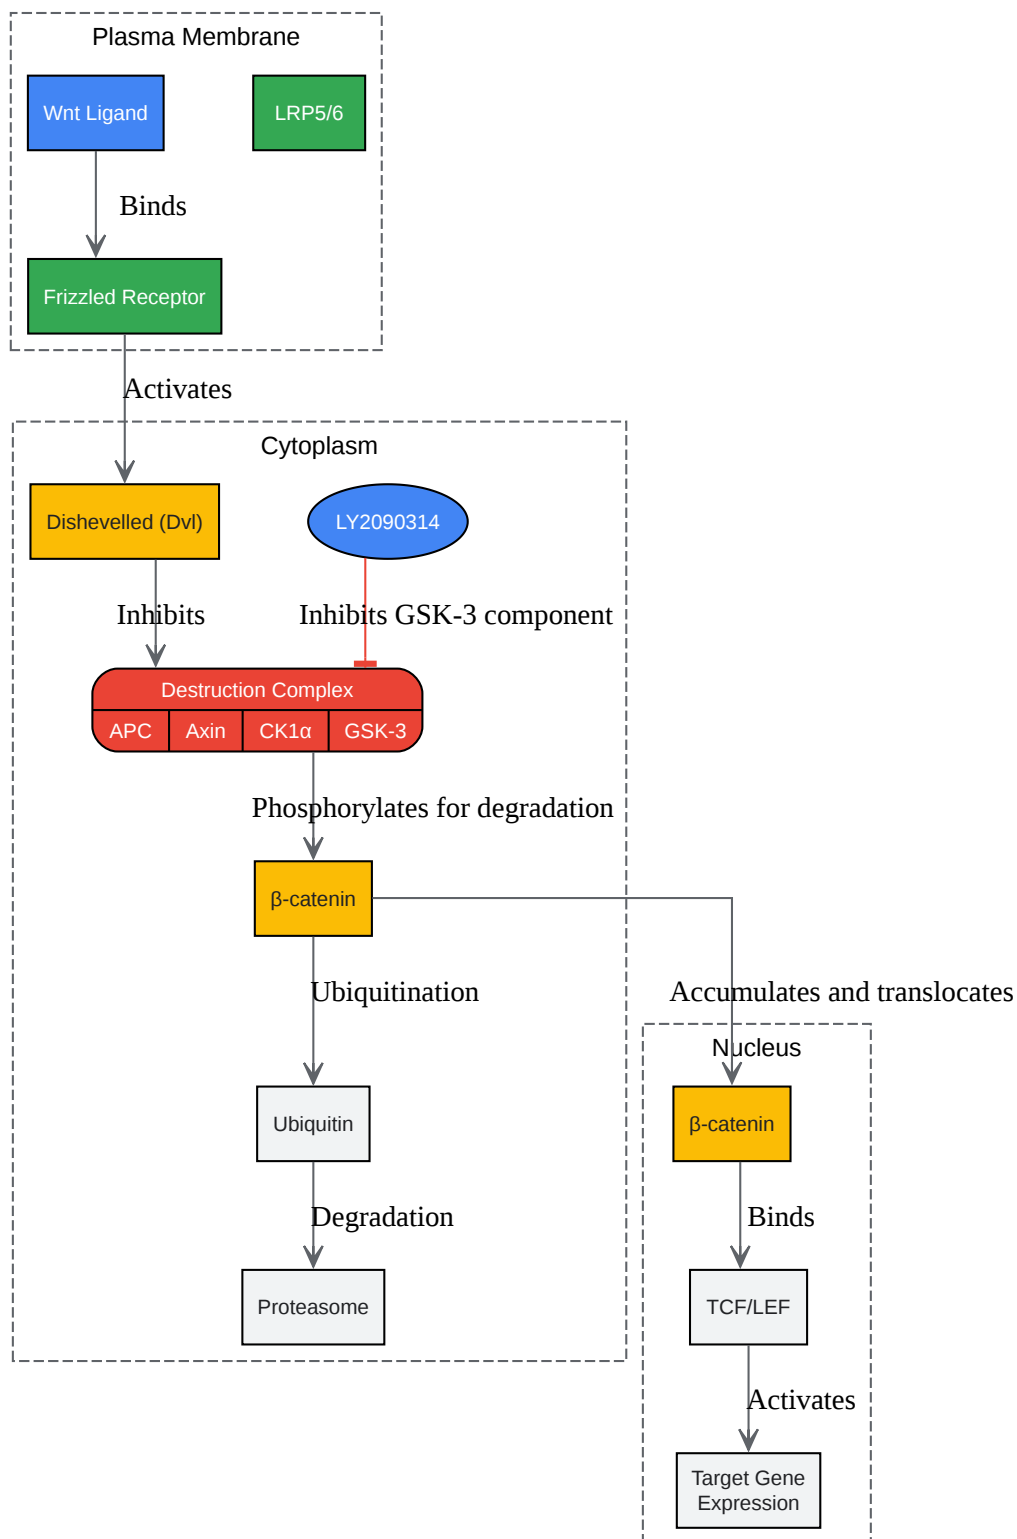 Plasma Membrane
Wnt Ligand
LRP5/6
Binds
Frizzled Receptor
Activates
Cytoplasm
Dishevelled (Dvl)
LY2090314
Inhibits
Inhibits GSK-3 component
Destruction Complex
APC
Axin
CK1α
GSK-3
Phosphorylates for degradation
β-catenin
Ubiquitination
Accumulates and translocates
Nucleus
Ubiquitin
β-catenin
Degradation
Binds
Proteasome
TCF/LEF
Activates
Target Gene
Expression